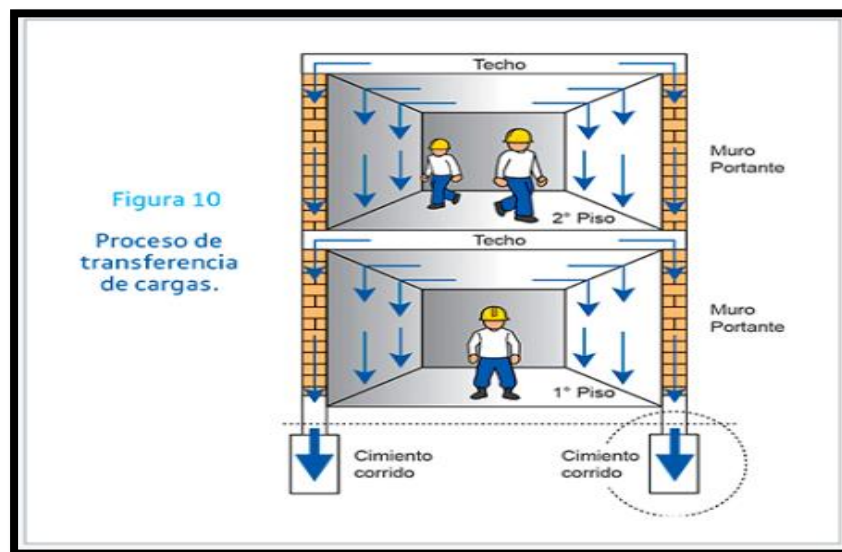 Techo
Muro
Portante
Figura 10
Proceso de
transferencia
de cargas.
2° Piso
Techo
Muro
Portante
1° Piso
Cimiento
corrido
Cimiento
corrido